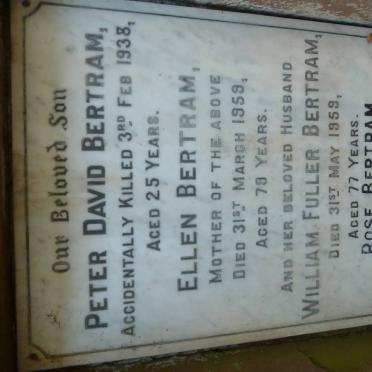 Our Beloved Son
PETER DAVID BERTRAM,
ACCIDENTALLY KILLED 3RD FEB 1938,
AGED 25 YEARS.
ELLEN BERTRAM,
MOTHER OF THE ABOVE
DIED 31ST MARCH 1959,
AGED 79 YEARS.
AND HER BELOVED HUSBAND
WILLIAM FULLER BERTRAM,
DIED 31ST MAY 1959,
AGED 77 YEARS.
ROSE BERTRAM